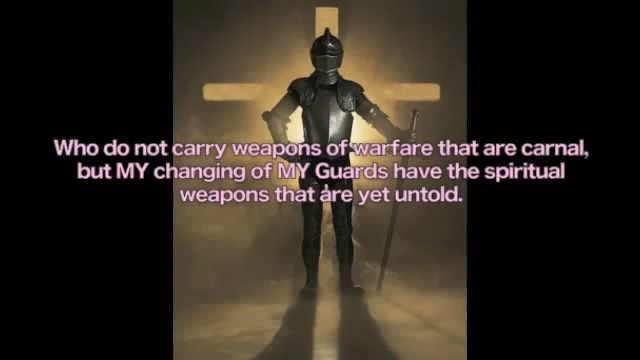 Who do not carry weapons of warfare that are carnal,
but MY changing of MY Guards have the spiritual
weapons that are yet untold.